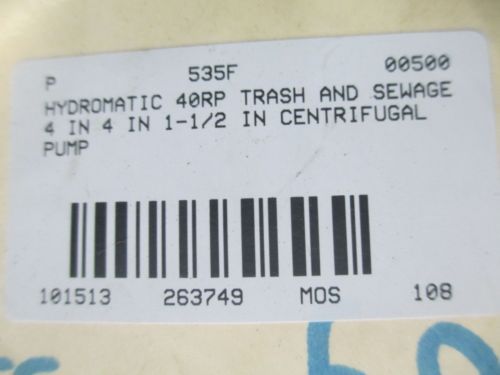 P 535F 00500
HYDROMATIC 40RP TRASH AND SEWAGE
4 IN 4 IN 1-1/2 IN CENTRIFUGAL
PUMP
101513 263749 MOS 108